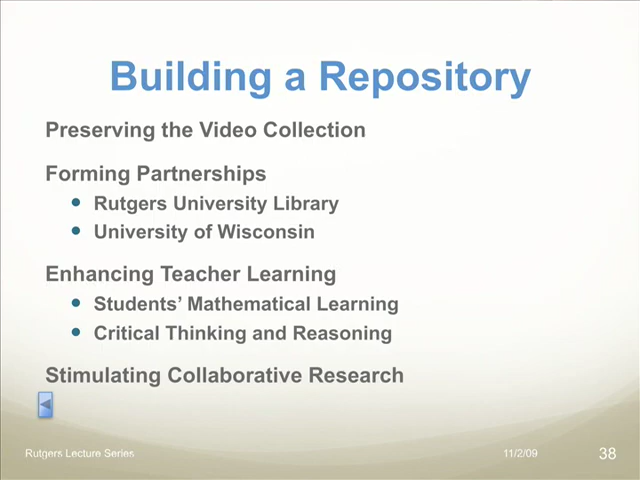 Building a Repository
Preserving the Video Collection
Forming Partnerships
• Rutgers University Library
• University of Wisconsin
Enhancing Teacher Learning
• Students’ Mathematical Learning
• Critical Thinking and Reasoning
Stimulating Collaborative Research
Rutgers Lecture Series 11/2/09 38